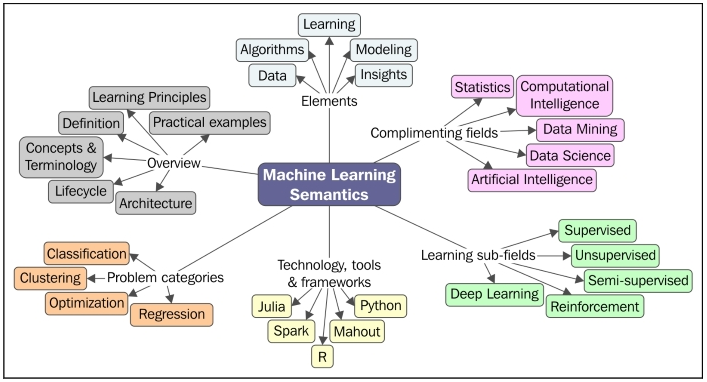 Learning
Algorithms
Modeling
Data
Insights
Elements
Learning Principles
Definition
Practical examples
Concepts &
Terminology
Overview
Lifecycle
Architecture
Statistics
Computational
Intelligence
Complimenting fields
Data Mining
Data Science
Artificial Intelligence
Machine Learning
Semantics
Classification
Clustering
Problem categories
Optimization
Regression
Technology, tools
& frameworks
Julia
Python
Spark
Mahout
R
Learning sub-fields
Supervised
Unsupervised
Semi-supervised
Deep Learning
Reinforcement